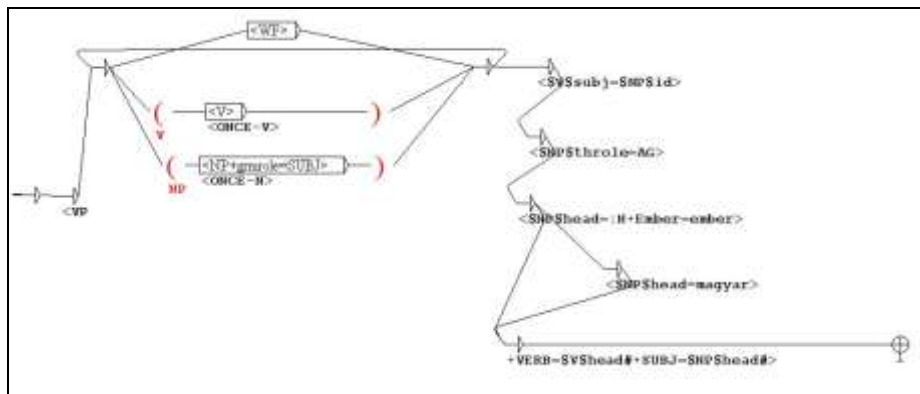 <WF>
<$V$subj=$NP$id>
( <V> )
V <ONCE-V>
<$NP$throle=AG>
( <NP+gmrole=SUBJ> )
NP <ONCE-N>
<VP
<$NP$head=:N+Ember=ember>
<$NP$head=magyar>
+VERB=$V$head#+SUBJ=$NP$head#>